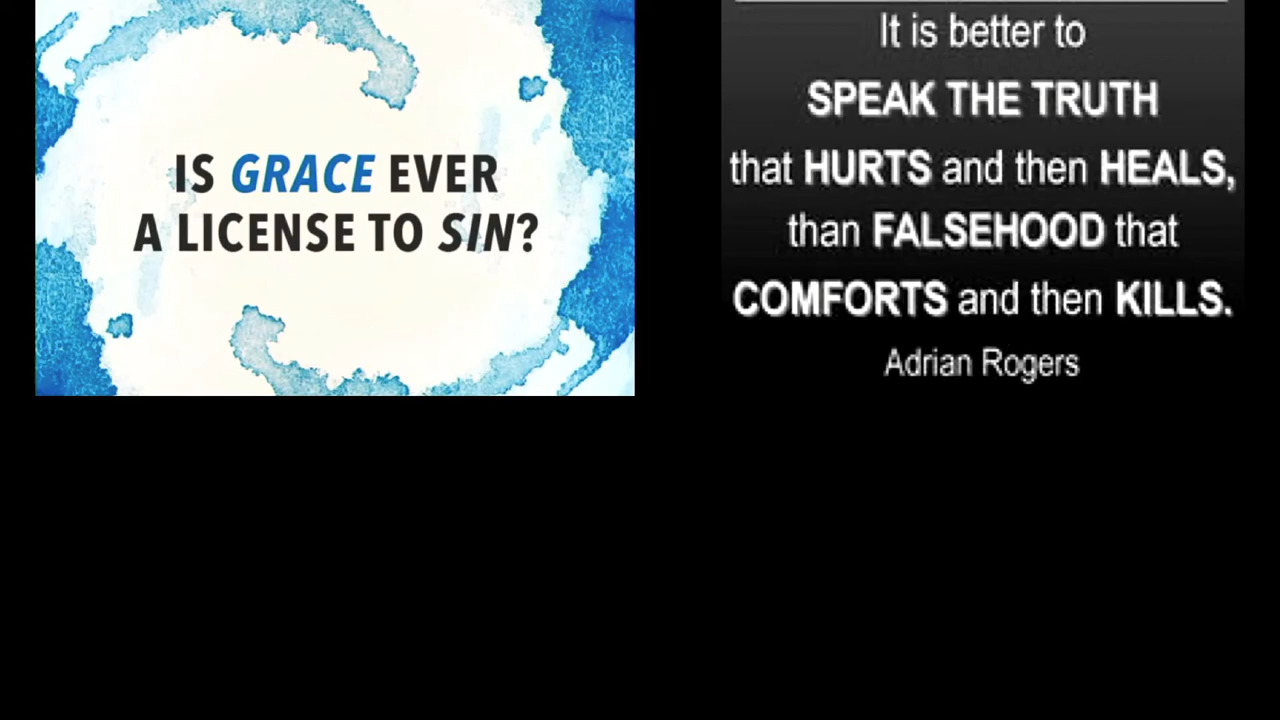 IS GRACE EVER
A LICENSE TO SIN?
It is better to
SPEAK THE TRUTH
that HURTS and then HEALS,
than FALSEHOOD that
COMFORTS and then KILLS.
Adrian Rogers